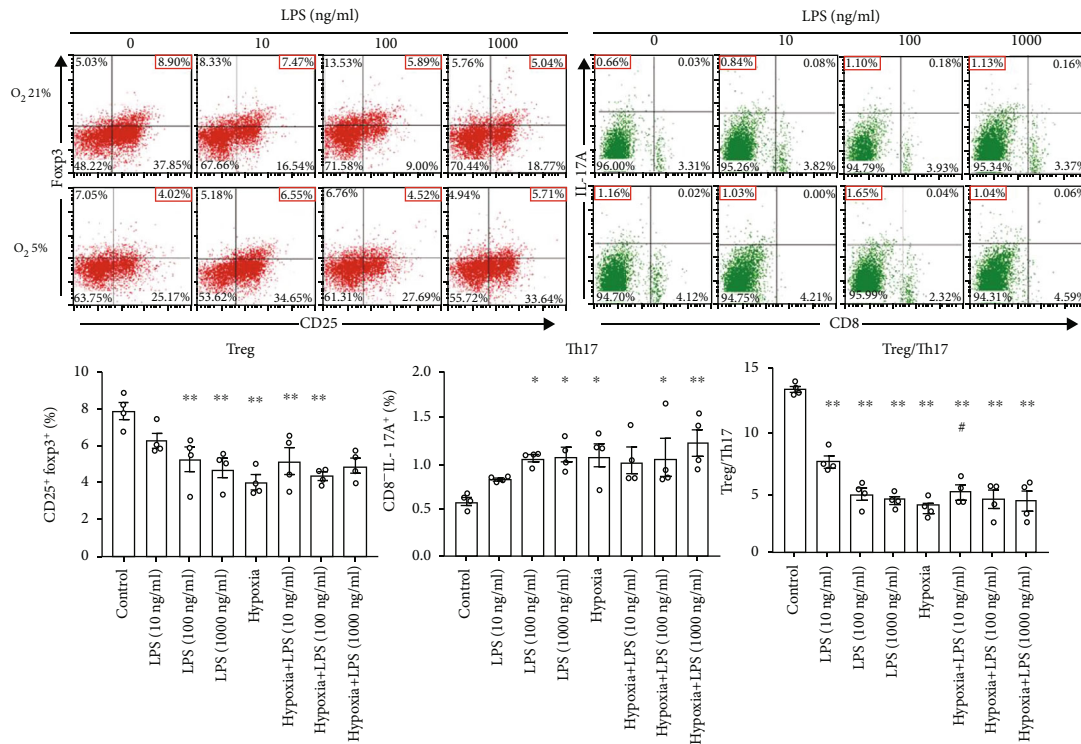 LPS (ng/ml)
0 10 100 1000
Foxp3
O2 21%
5.03% 8.90% 8.33% 7.47% 13.53% 5.89% 5.76% 5.04%
48.22% 37.85% 67.66% 16.54% 71.58% 9.00% 70.44% 18.77%
O2 5%
7.05% 4.02% 5.18% 6.55% 6.76% 4.52% 4.94% 5.71%
63.75% 25.17% 53.62% 34.65% 61.31% 27.69% 55.72% 33.64%
CD25
LPS (ng/ml)
0 10 100 1000
IL-17A
0.66% 0.03% 0.84% 0.08% 1.10% 0.18% 1.13% 0.16%
96.00% 3.31% 95.26% 3.82% 94.79% 3.93% 95.34% 3.37%
1.16% 0.02% 1.03% 0.00% 1.65% 0.04% 1.04% 0.06%
94.70% 4.12% 94.75% 4.21% 95.99% 2.32% 94.31% 4.59%
CD8
Treg
CD25+ foxp3+ (%)
10
8
6
4
2
0
** ** ** ** **
Control
LPS (10 ng/ml)
LPS (100 ng/ml)
LPS (1000 ng/ml)
Hypoxia
Hypoxia+LPS (10 ng/ml)
Hypoxia+LPS (100 ng/ml)
Hypoxia+LPS (1000 ng/ml)
Th17
CD8− IL- 17A+ (%)
2.0
1.5
1.0
0.5
0.0
* * * * **
Control
LPS (10 ng/ml)
LPS (100 ng/ml)
LPS (1000 ng/ml)
Hypoxia
Hypoxia+LPS (10 ng/ml)
Hypoxia+LPS (100 ng/ml)
Hypoxia+LPS (1000 ng/ml)
Treg/Th17
Treg/Th17
15
10
5
0
** ** ** ** ** ** **
#
Control
LPS (10 ng/ml)
LPS (100 ng/ml)
LPS (1000 ng/ml)
Hypoxia
Hypoxia+LPS (10 ng/ml)
Hypoxia+LPS (100 ng/ml)
Hypoxia+LPS (1000 ng/ml)